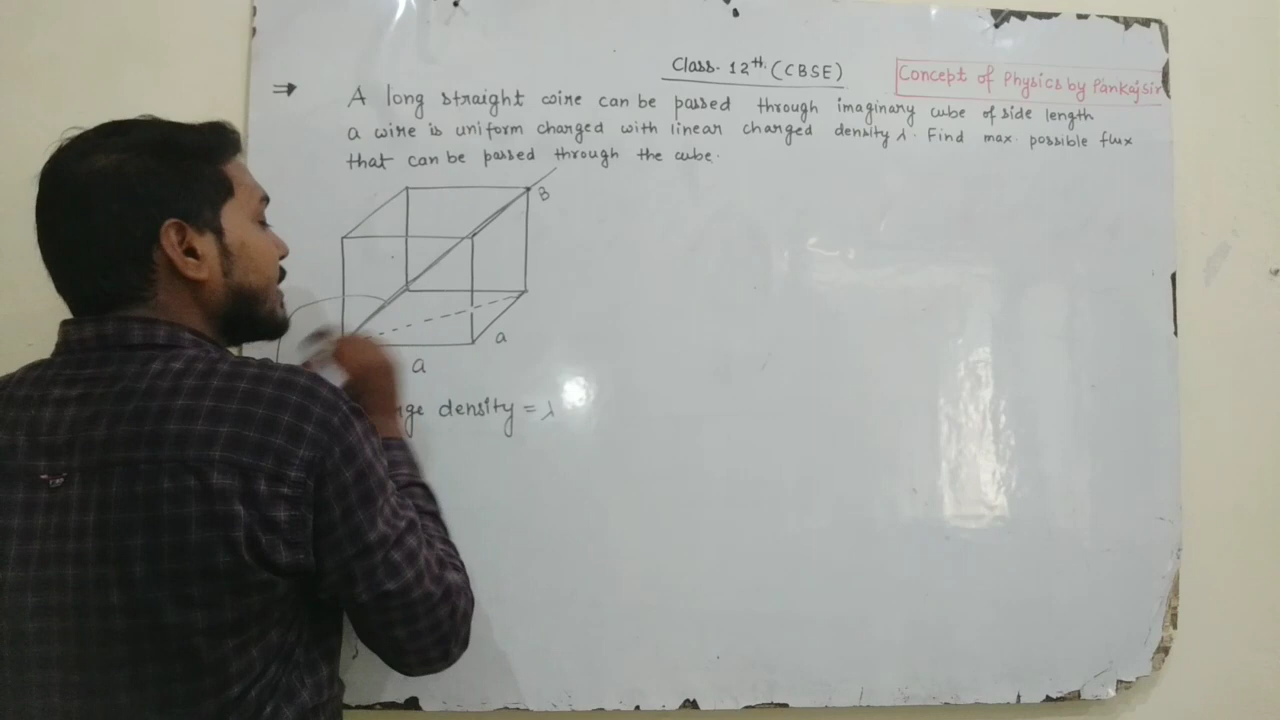 Class. 12th. (CBSE)
Concept of Physics by Pankaj sir
⇒ A long straight wire can be passed through imaginary cube of side length
a wire is uniform charged with linear charged density λ. Find max. possible flux
that can be passed through the cube.
B
a
a
density = λ